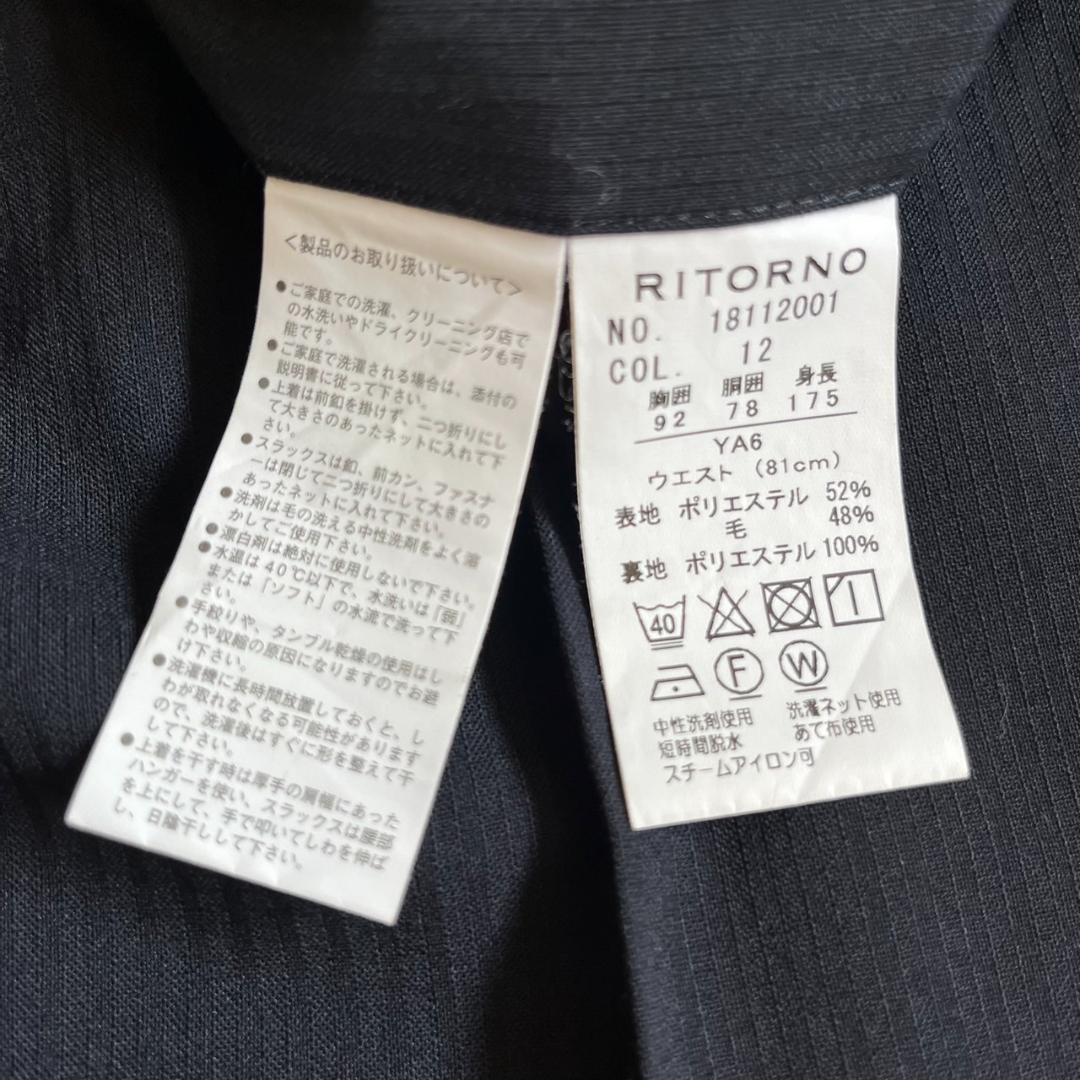 <製品のお取り扱いについて>
●ご家庭での洗濯、クリーニング店で
の水洗いやドライクリーニングも可
能です。
●ご家庭で洗濯される場合は、添付の
説明書に従って下さい。
●上着は前釦を掛けず、二つ折りにし
て大きさのあったネットに入れて下
さい。
●スラックスは釦、前カン、ファスナ
ーは閉じて二つ折りにして大きさの
あったネットに入れて下さい。
●洗剤は毛の洗える中性洗剤をよく溶
かしてご使用下さい。
●漂白剤は絶対に使用しないで下さい。
●水温は40℃以下で、水洗いは「弱」
または「ソフト」の水流で洗って下
さい。
●手絞りや、タンブル乾燥の使用はし
わや収縮の原因になりますのでお避
け下さい。
●洗濯機に長時間放置しておくと、し
わが取れなくなる可能性があります
ので、洗濯後はすぐに形を整えて干
して下さい。
●上着を干す時は厚手の肩幅にあった
ハンガーを使い、スラックスは腰部
を上にして、手で叩いてしわを伸ば
し、日陰干しして下さい。
RITORNO
NO. 18112001
COL. 12
胸囲 胴囲 身長
92 78 175
YA6
ウエスト (81cm)
表地 ポリエステル 52%
毛 48%
裏地 ポリエステル 100%
40
F W
中性洗剤使用 洗濯ネット使用
短時間脱水 あて布使用
スチームアイロン可